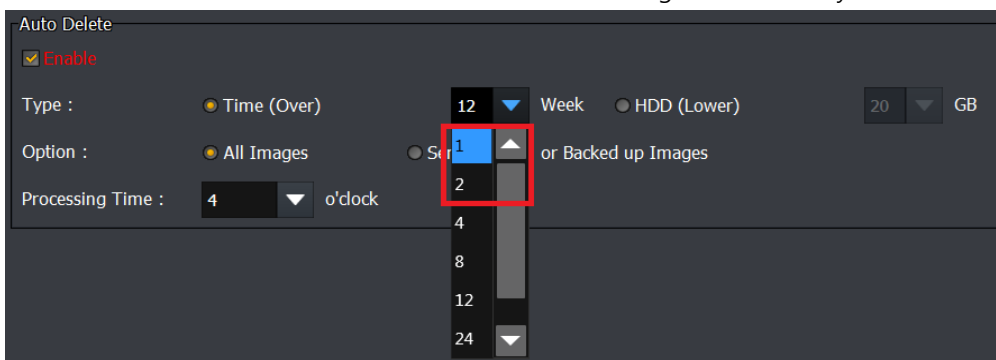 Auto Delete
Enable
Type : Time (Over) 12 Week HDD (Lower) 20 GB
Option : All Images or Backed up Images
1
2
Processing Time : 4 o'clock
4
8
12
24